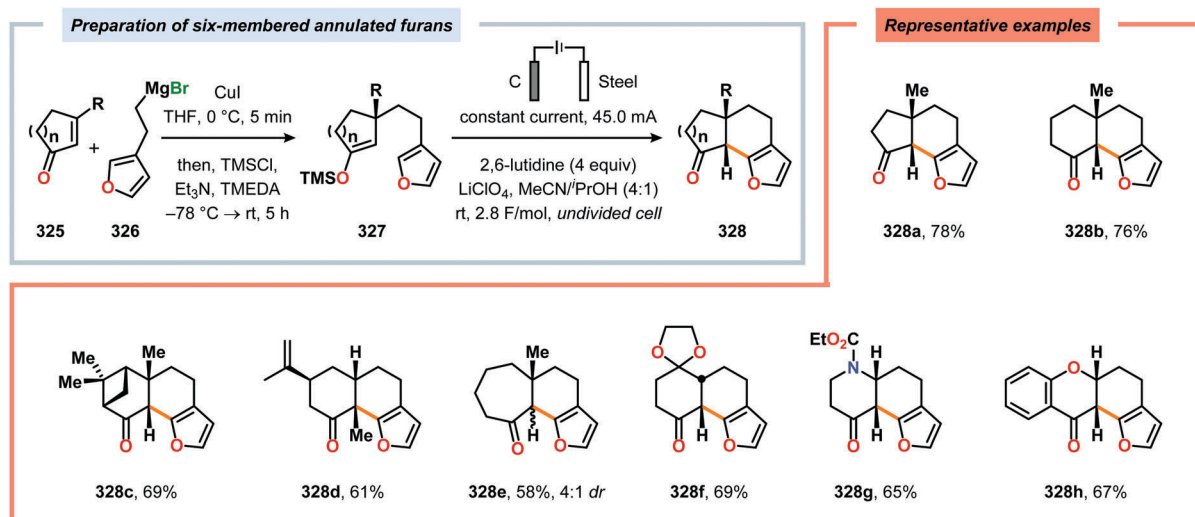 Preparation of six-membered annulated furans
Representative examples
MgBr
R
( )n
O
+
O
325
326
CuI
THF, 0 °C, 5 min
then, TMSCl,
Et3N, TMEDA
–78 °C → rt, 5 h
R
( )n
TMSO
O
327
C
Steel
constant current, 45.0 mA
2,6-lutidine (4 equiv)
LiClO4, MeCN/iPrOH (4:1)
rt, 2.8 F/mol, undivided cell
R
( )n
O
H
O
328
Me
O
H
O
328a, 78%
Me
O
H
O
328b, 76%
Me
Me
Me
O
H
O
328c, 69%
H
O
Me
O
328d, 61%
Me
O
H
O
328e, 58%, 4:1 dr
O
O
O
H
O
328f, 69%
EtO2C
N
H
O
H
O
328g, 65%
O
H
O
H
O
328h, 67%